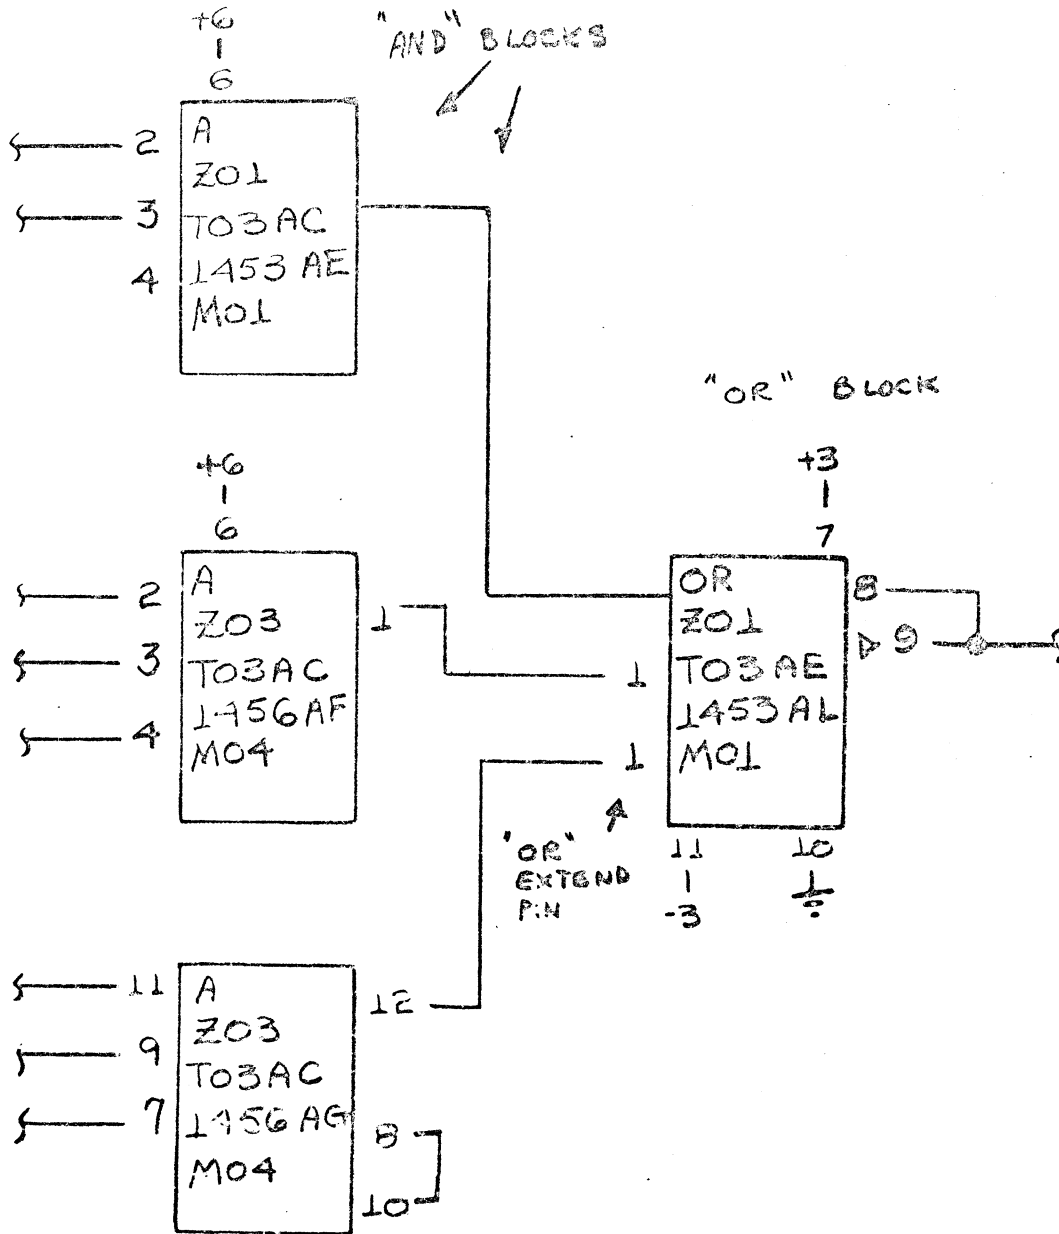 +6
6
"AND" BLOCKS
2
3
4
A
Z01
T03AC
1453AE
M01
"OR" BLOCK
+6
6
2
3
4
A
Z03
T03AC
1456AF
M04
1
+3
7
1
1
OR
Z01
T03AE
1453AL
M01
8
9
11
-3
10
"OR"
EXTEND
PIN
11
9
7
A
Z03
T03AC
1456AG
M04
12
8
10